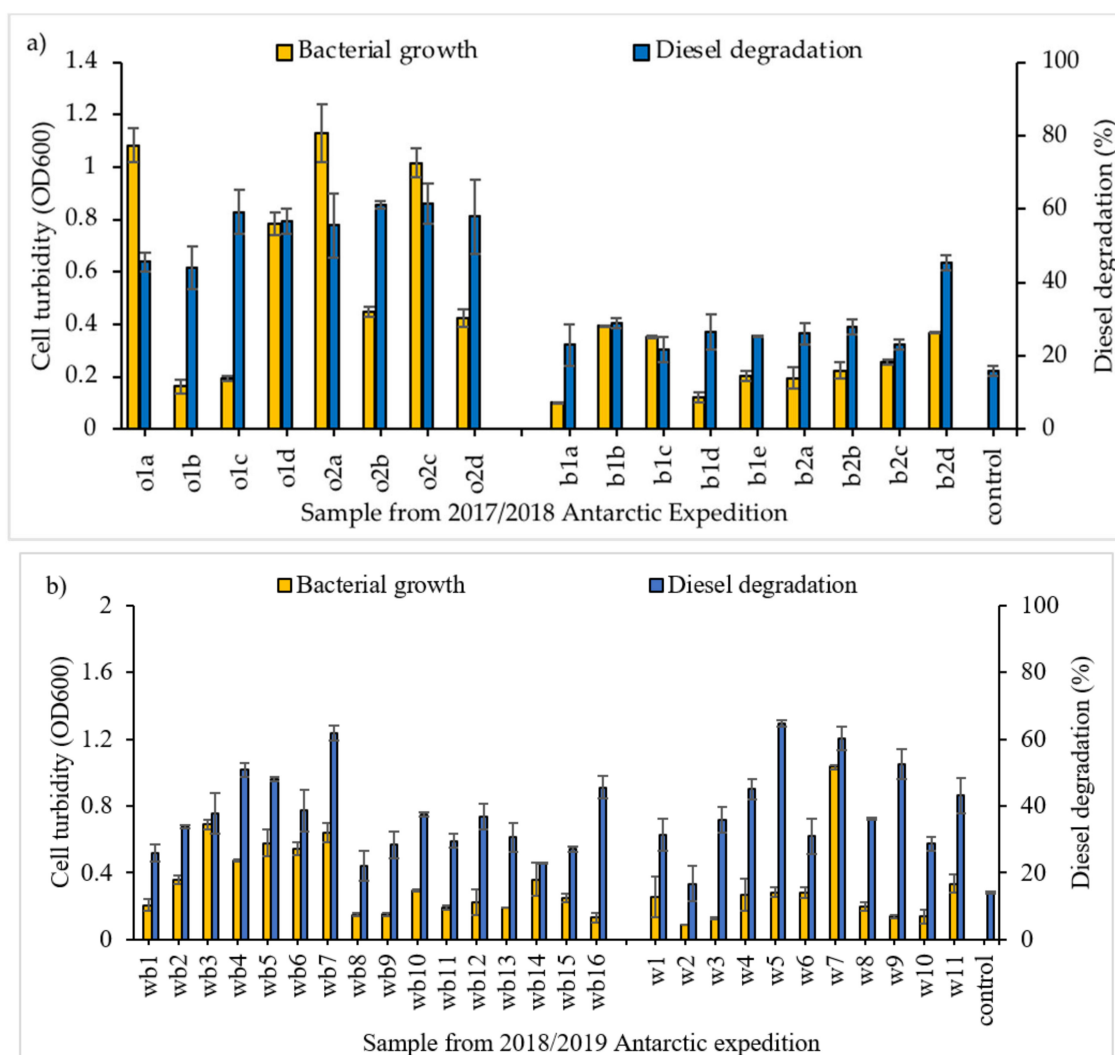 a)
Bacterial growth
Diesel degradation
1.4
1.2
1
0.8
0.6
0.4
0.2
0
Cell turbidity (OD600)
100
80
60
40
20
0
Diesel degradation (%)
o1a
o1b
o1c
o1d
o2a
o2b
o2c
o2d
b1a
b1b
b1c
b1d
b1e
b2a
b2b
b2c
b2d
control
Sample from 2017/2018 Antarctic Expedition
b)
Bacterial growth
Diesel degradation
2
1.6
1.2
0.8
0.4
0
Cell turbidity (OD600)
100
80
60
40
20
0
Diesel degradation (%)
wb1
wb2
wb3
wb4
wb5
wb6
wb7
wb8
wb9
wb10
wb11
wb12
wb13
wb14
wb15
wb16
w1
w2
w3
w4
w5
w6
w7
w8
w9
w10
w11
control
Sample from 2018/2019 Antarctic expedition